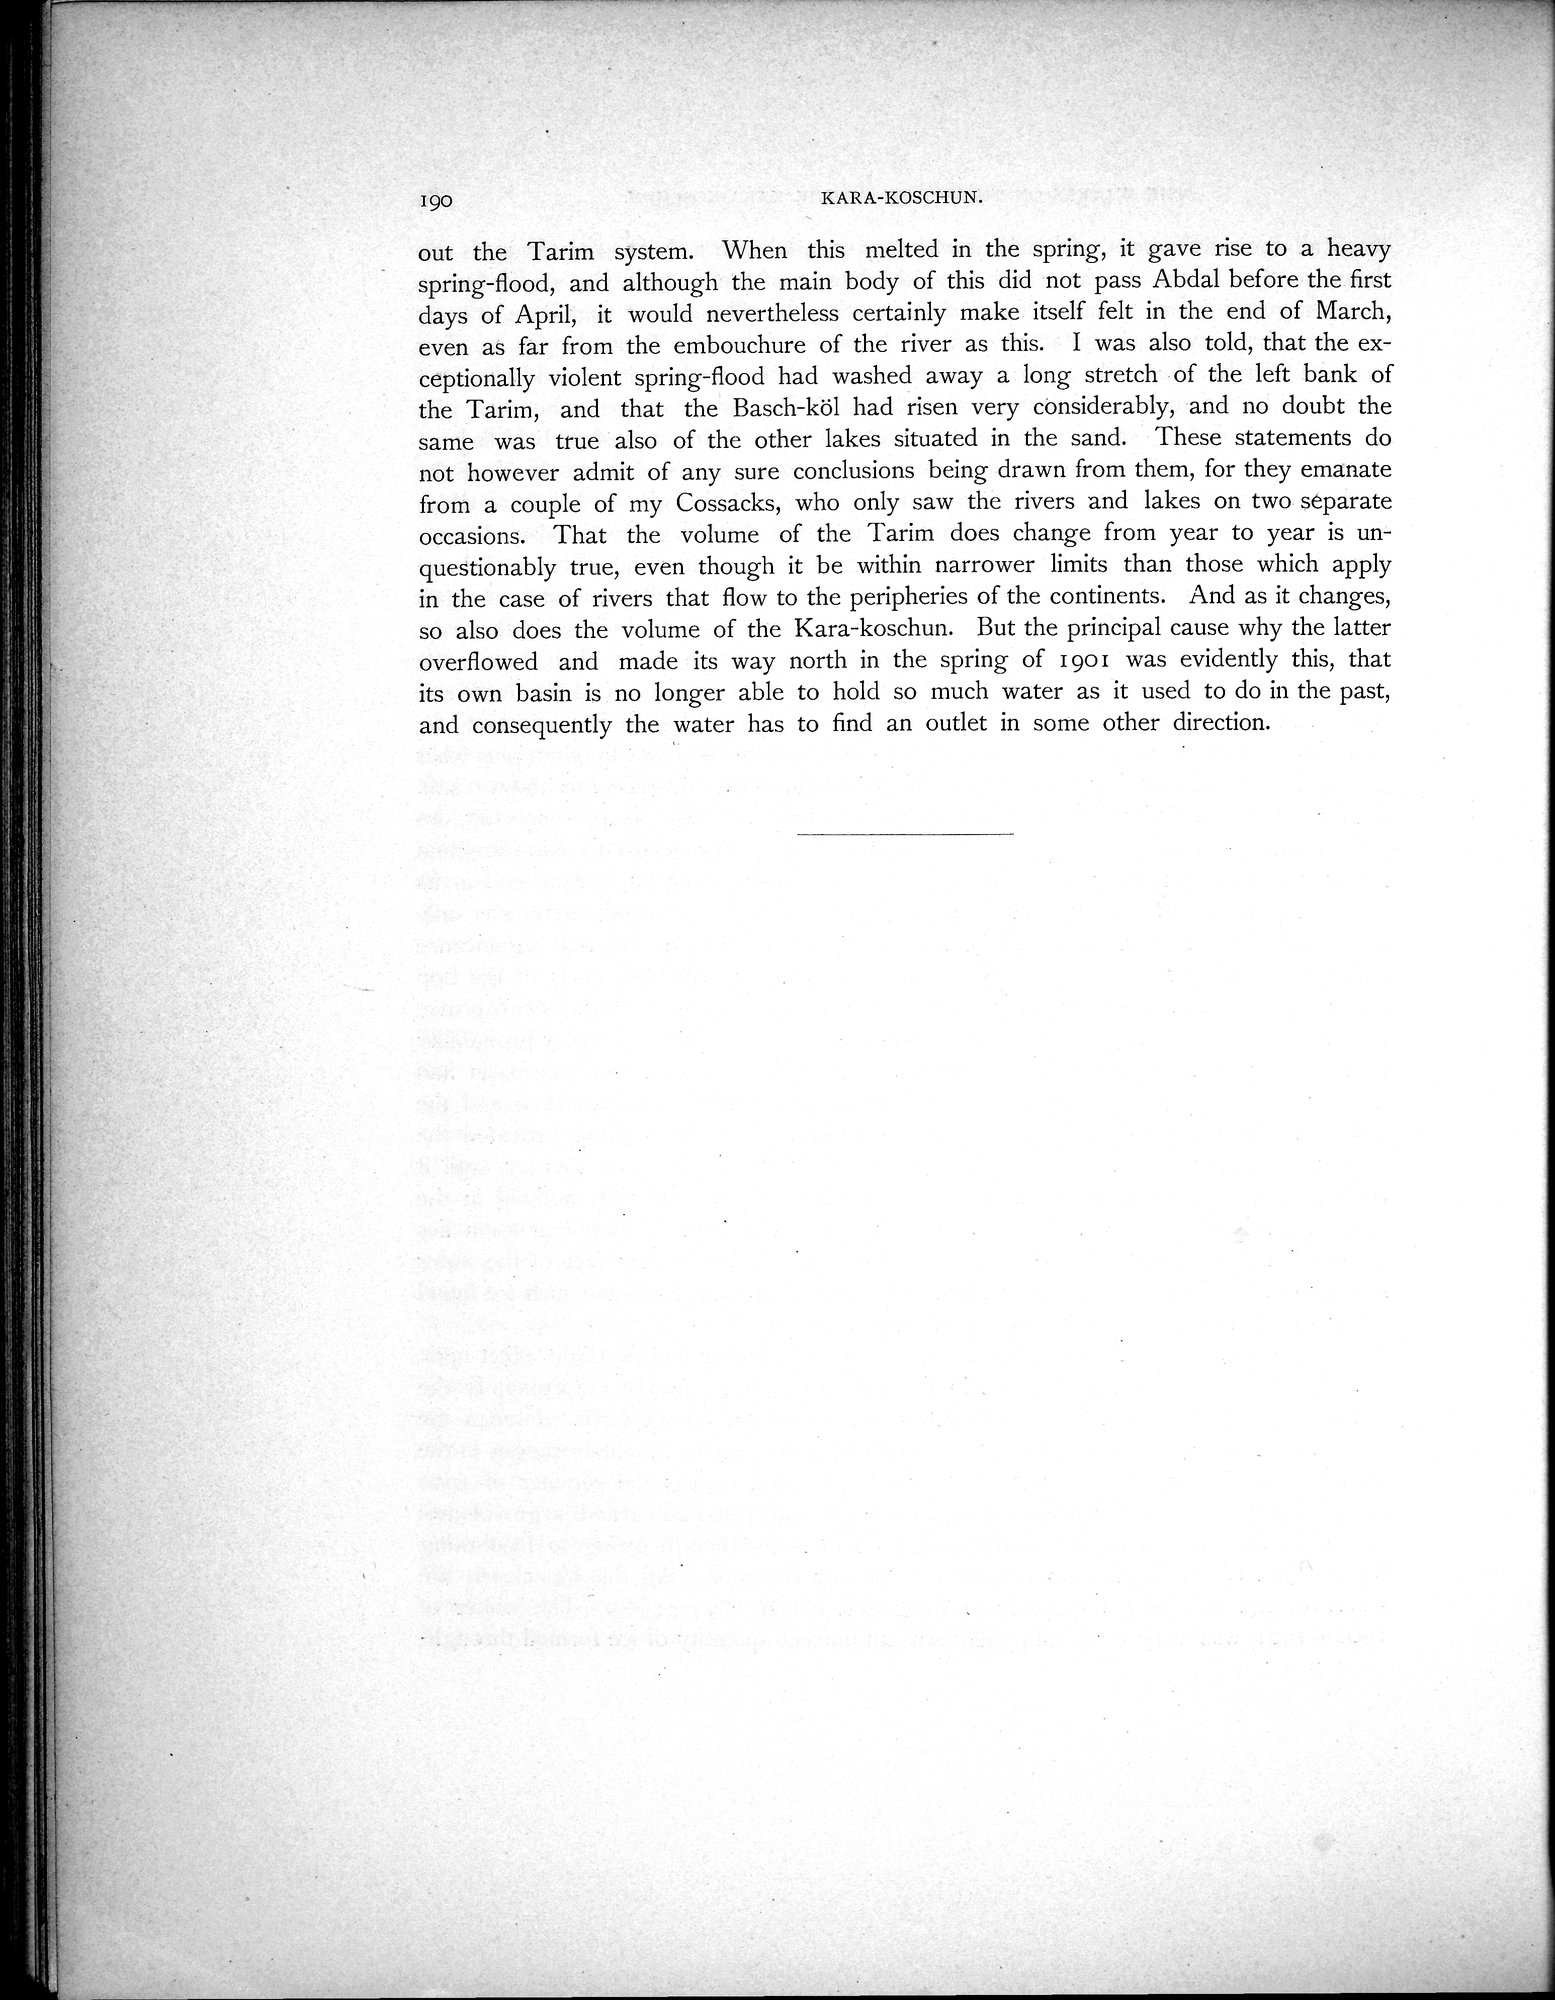 190 KARA-KOSCHUN.
out the Tarim system. When this melted in the spring, it gave rise to a heavy
spring-flood, and although the main body of this did not pass Abdal before the first
days of April, it would nevertheless certainly make itself felt in the end of March,
even as far from the embouchure of the river as this. I was also told, that the ex-
ceptionally violent spring-flood had washed away a long stretch of the left bank of
the Tarim, and that the Basch-köl had risen very considerably, and no doubt the
same was true also of the other lakes situated in the sand. These statements do
not however admit of any sure conclusions being drawn from them, for they emanate
from a couple of my Cossacks, who only saw the rivers and lakes on two separate
occasions. That the volume of the Tarim does change from year to year is un-
questionably true, even though it be within narrower limits than those which apply
in the case of rivers that flow to the peripheries of the continents. And as it changes,
so also does the volume of the Kara-koschun. But the principal cause why the latter
overflowed and made its way north in the spring of 1901 was evidently this, that
its own basin is no longer able to hold so much water as it used to do in the past,
and consequently the water has to find an outlet in some other direction.